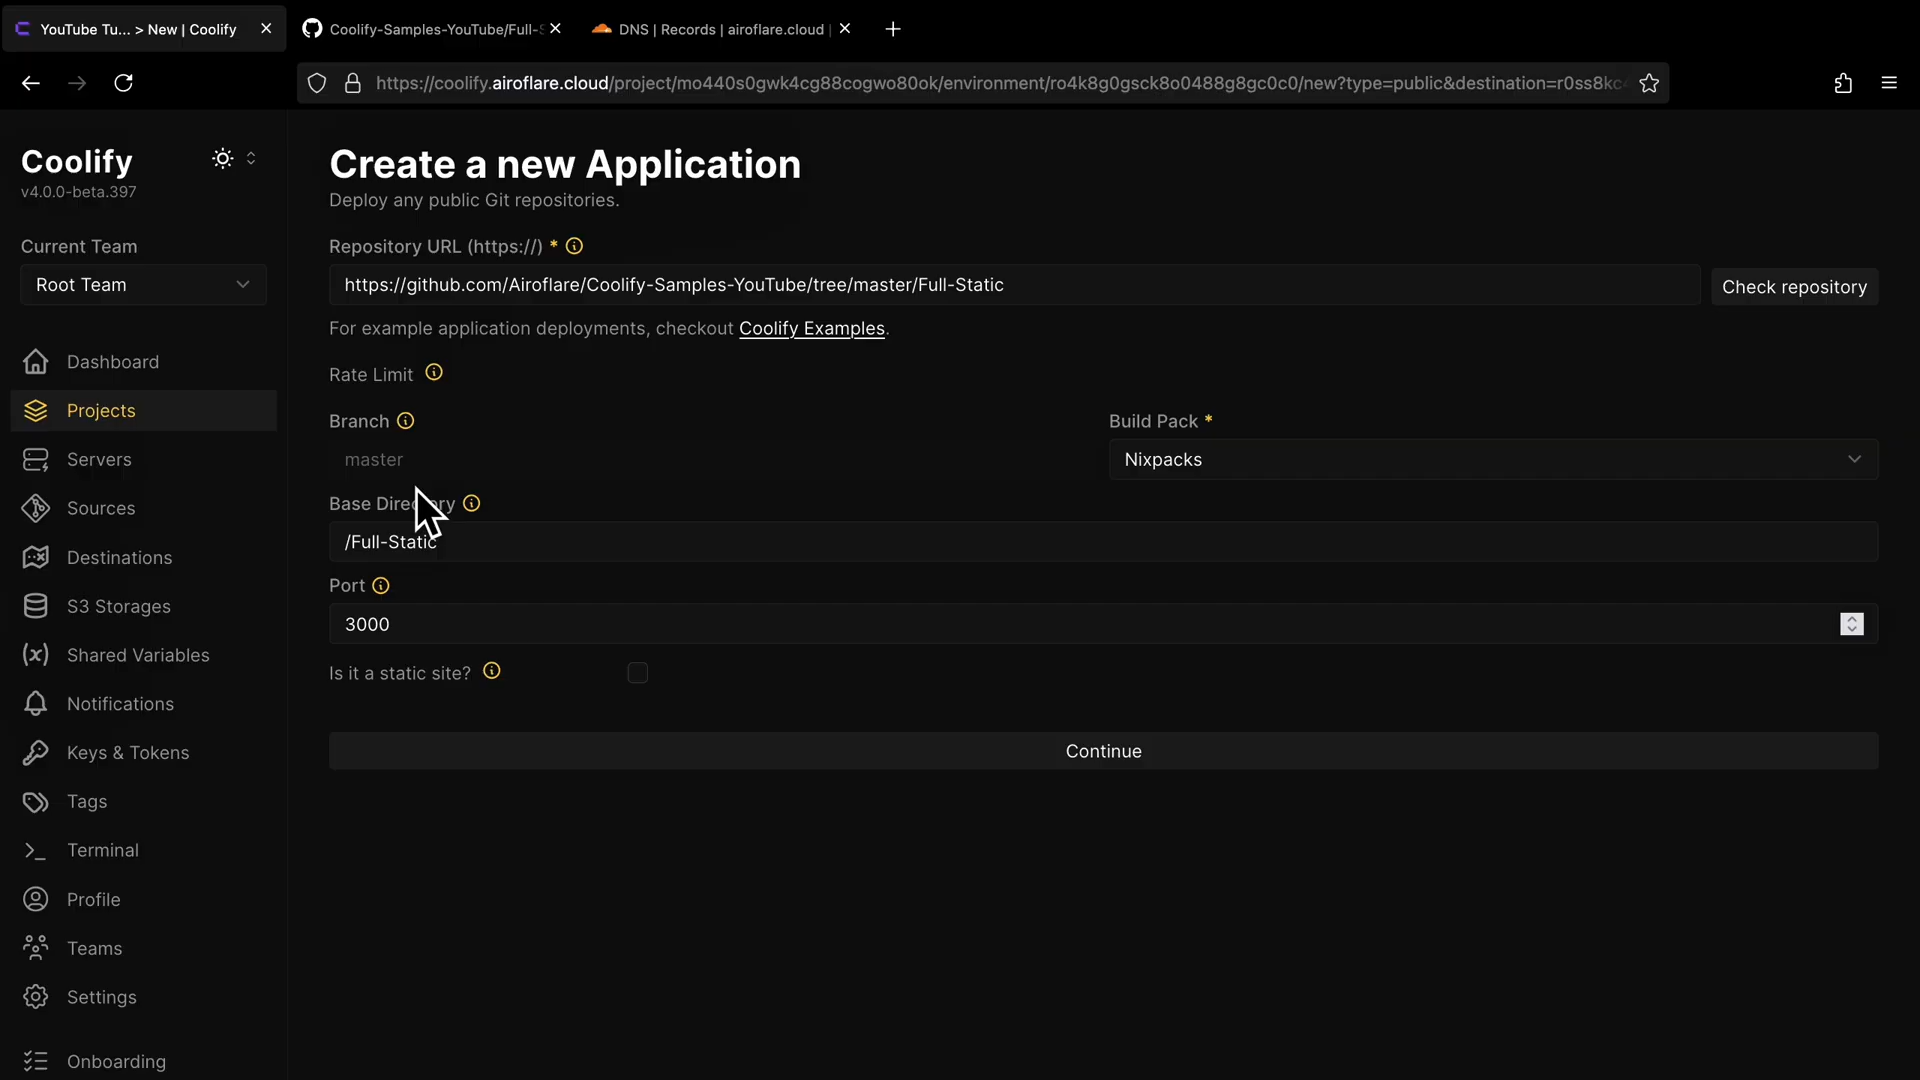 YouTube Tu... > New | Coolify
Coolify-Samples-YouTube/Full-S
DNS | Records | airoflare.cloud |
https://coolify.airoflare.cloud/project/mo440s0gwk4cg88cogwo80ok/environment/ro4k8g0gsck8o0488g8gc0c0/new?type=public&destination=r0ss8kc
Coolify
v4.0.0-beta.397
Current Team
Root Team
Dashboard
Projects
Servers
Sources
Destinations
S3 Storages
Shared Variables
Notifications
Keys & Tokens
Tags
Terminal
Profile
Teams
Settings
Onboarding
Create a new Application
Deploy any public Git repositories.
Repository URL (https://) *
https://github.com/Airoflare/Coolify-Samples-YouTube/tree/master/Full-Static
Check repository
For example application deployments, checkout Coolify Examples.
Rate Limit
Branch
master
Build Pack *
Nixpacks
Base Directory
/Full-Static
Port
3000
Is it a static site?
Continue